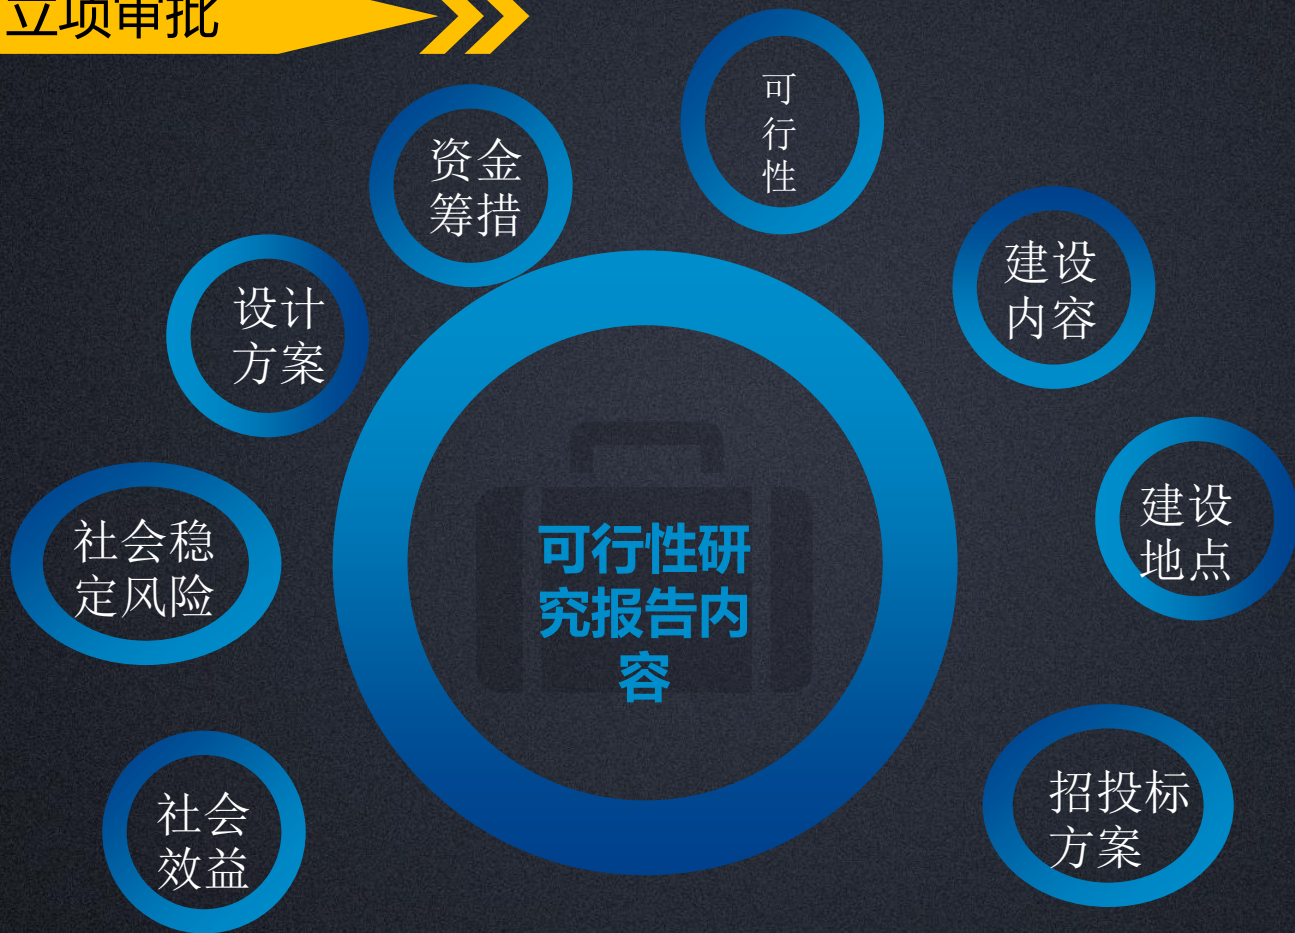 立项审批
可
行
性
资金
筹措
建设
内容
设计
方案
建设
地点
社会稳
定风险
可行性研
究报告内
容
招投标
方案
社会
效益